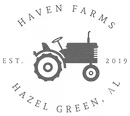 HAVEN FARMS
EST. 2019
HAZEL GREEN, AL